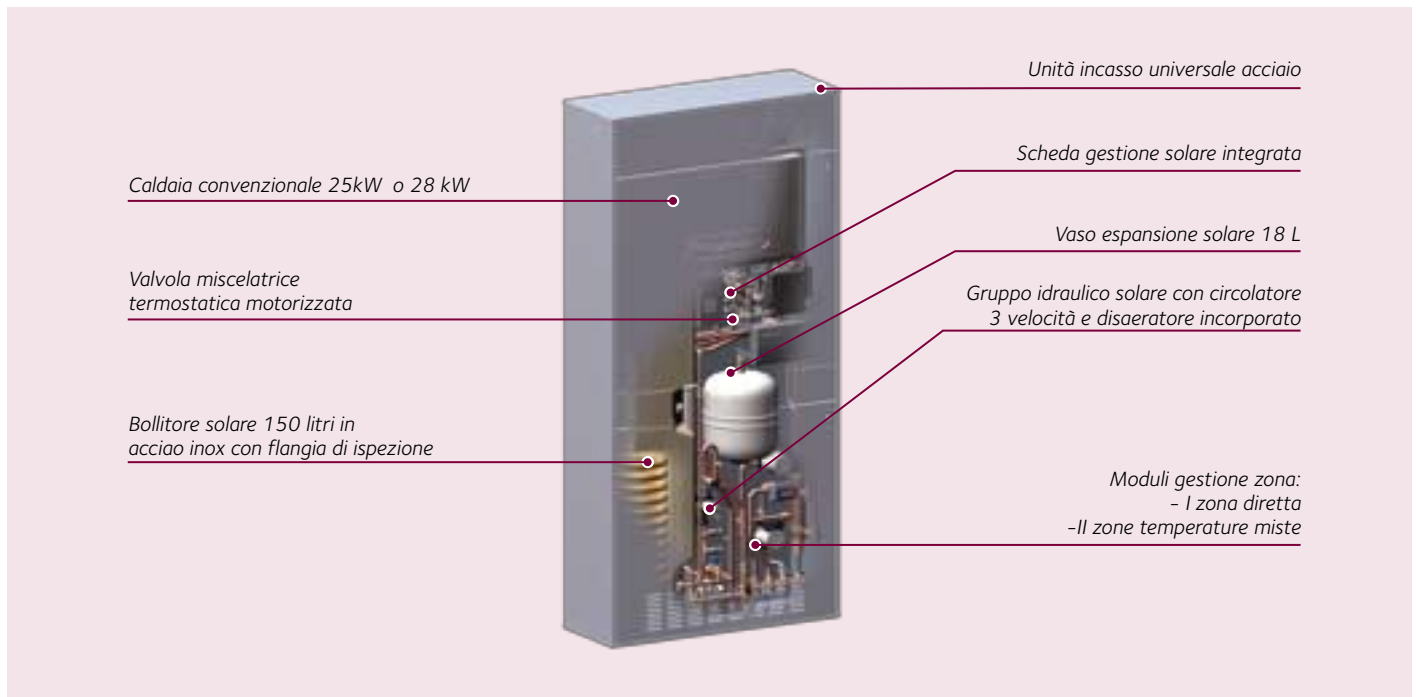 Caldaia convenzionale 25kW o 28 kW
Valvola miscelatrice
termostatica motorizzata
Bollitore solare 150 litri in
acciao inox con flangia di ispezione
Unità incasso universale acciaio
Scheda gestione solare integrata
Vaso espansione solare 18 L
Gruppo idraulico solare con circolatore
3 velocità e disaeratore incorporato
Moduli gestione zona:
- I zona diretta
-II zone temperature miste